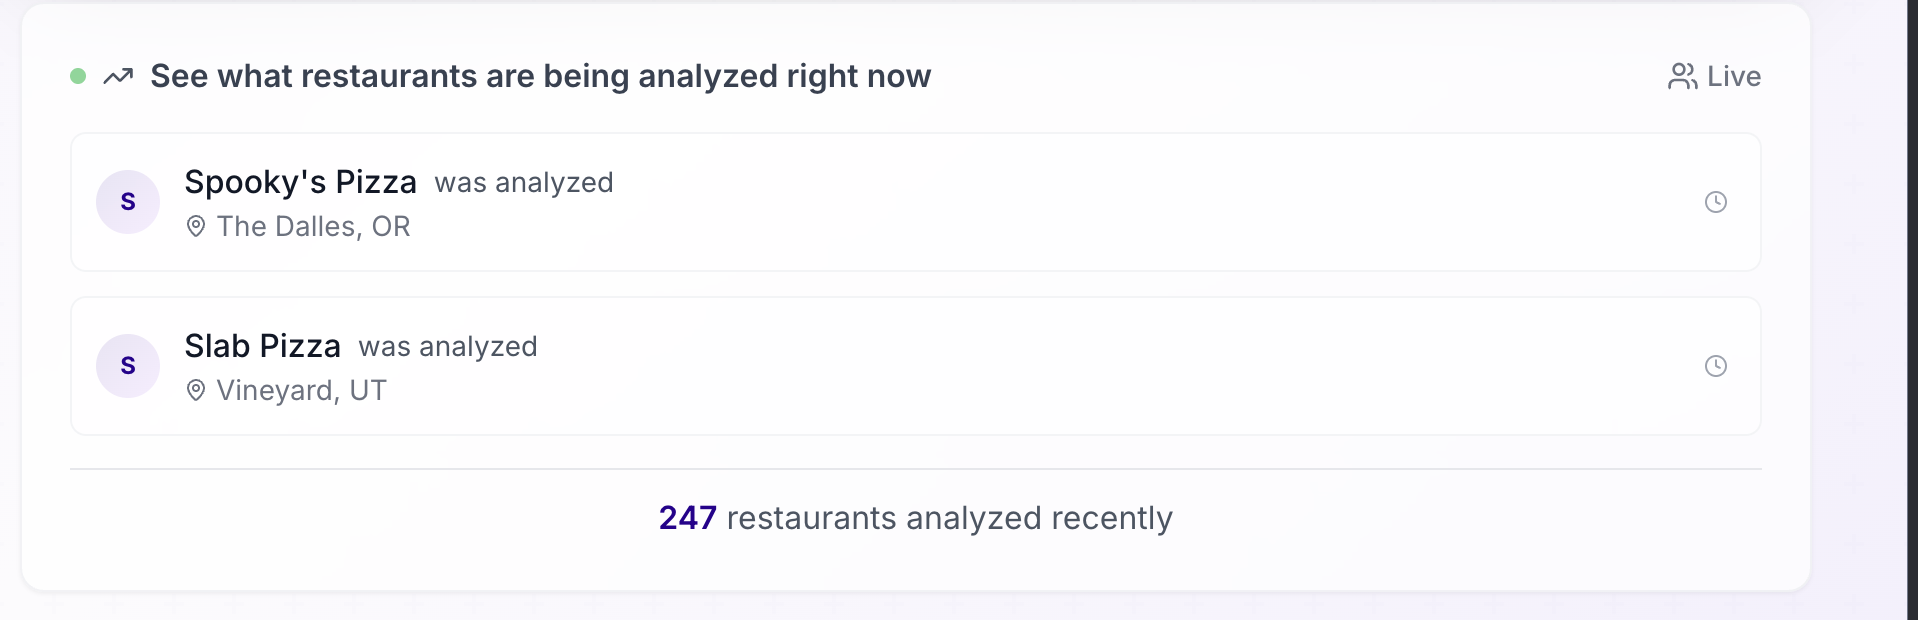 See what restaurants are being analyzed right now
Live
S
Spooky's Pizza was analyzed
The Dalles, OR
S
Slab Pizza was analyzed
Vineyard, UT
247 restaurants analyzed recently